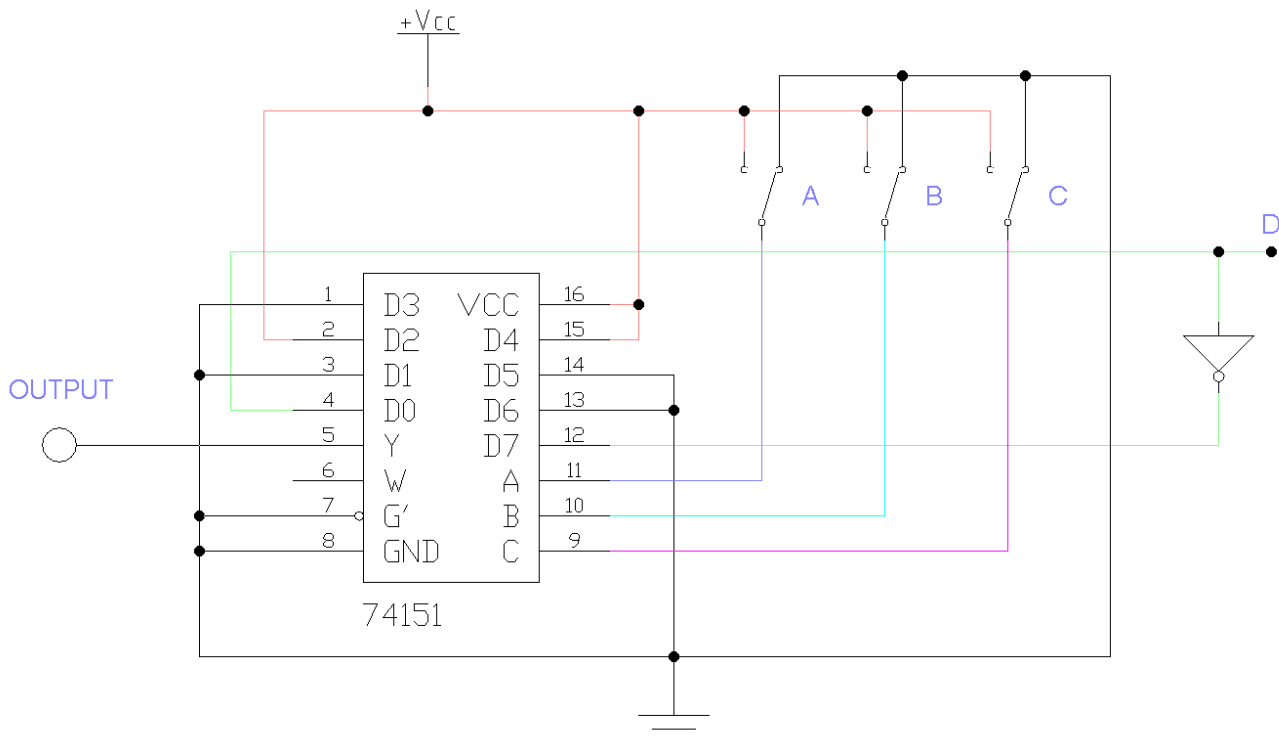 +Vcc
A
B
C
D
1 D3 VCC 16
2 D2 D4 15
3 D1 D5 14
OUTPUT
4 D0 D6 13
5 Y D7 12
6 W A 11
7 G' B 10
8 GND C 9
74151